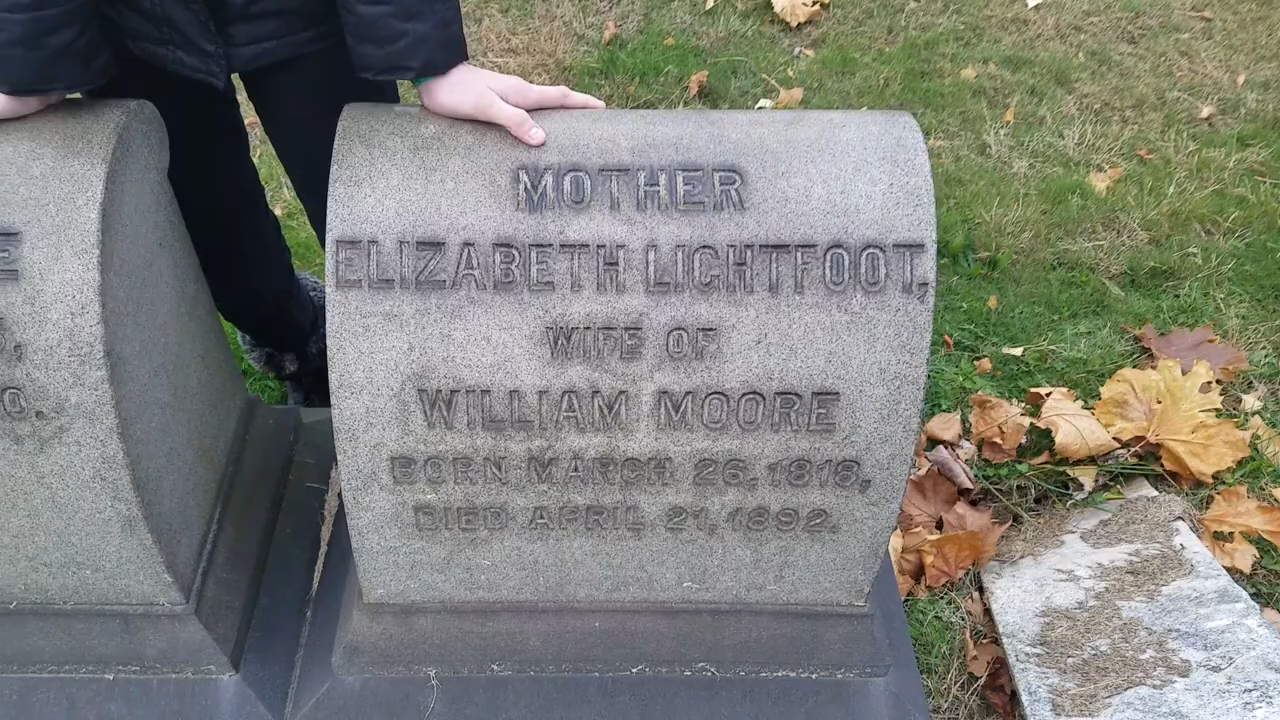 MOTHER
ELIZABETH LIGHTFOOT,
WIFE OF
WILLIAM MOORE
BORN MARCH 26, 1818,
DIED APRIL 21, 1892.